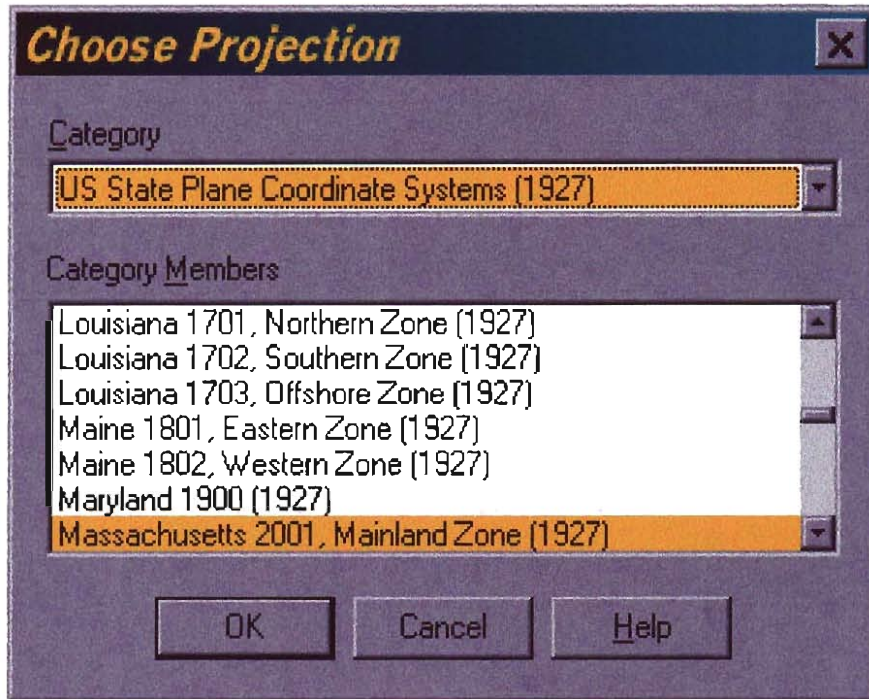 Choose Projection
Category
US State Plane Coordinate Systems (1927)
Category Members
Louisiana 1701, Northern Zone (1927)
Louisiana 1702, Southern Zone (1927)
Louisiana 1703, Offshore Zone (1927)
Maine 1801, Eastern Zone (1927)
Maine 1802, Western Zone (1927)
Maryland 1900 (1927)
Massachusetts 2001, Mainland Zone (1927)
OK Cancel Help